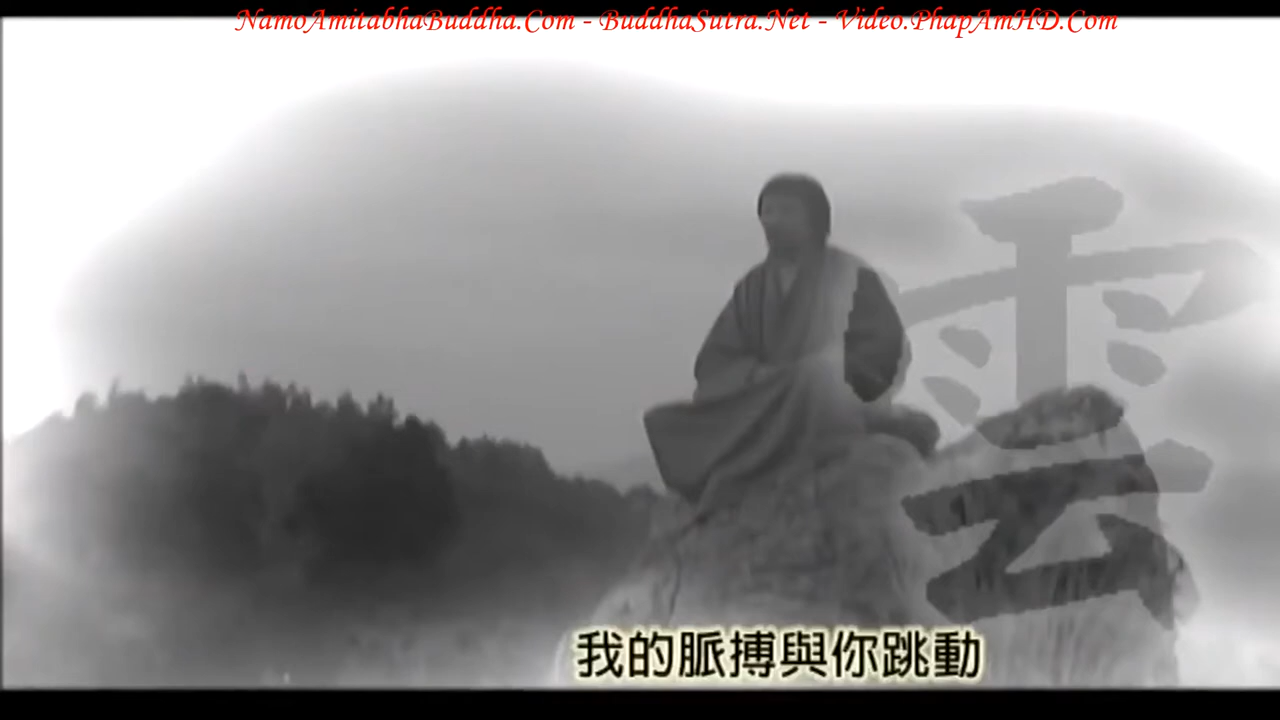 NamoAmitabhaBuddha.Com - BuddhaSutra.Net - Video.PhapAmHD.Com
雲
我的脈搏與你跳動